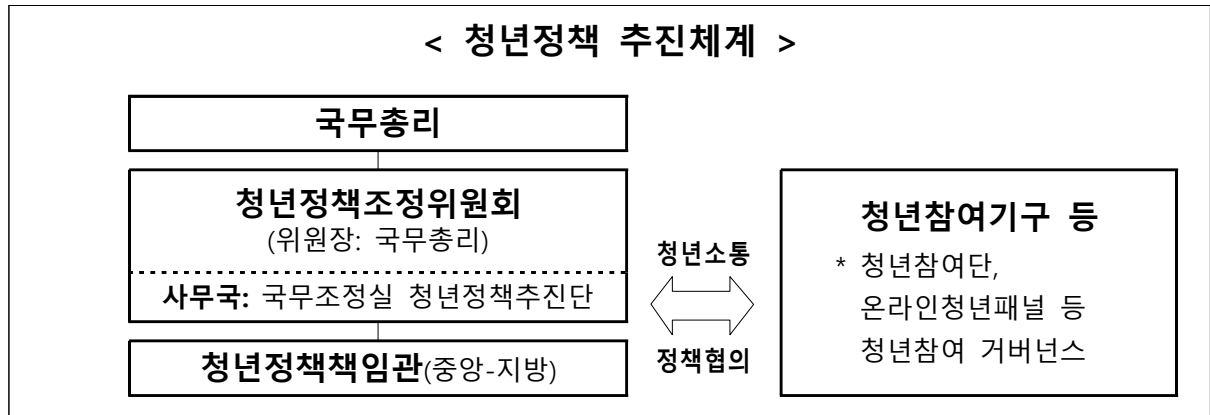 < 청년정책 추진체계 >
국무총리
청년정책조정위원회
(위원장: 국무총리)
사무국: 국무조정실 청년정책추진단
청년정책책임관(중앙-지방)
청년소통
정책협의
청년참여기구 등
* 청년참여단,
온라인청년패널 등
청년참여 거버넌스